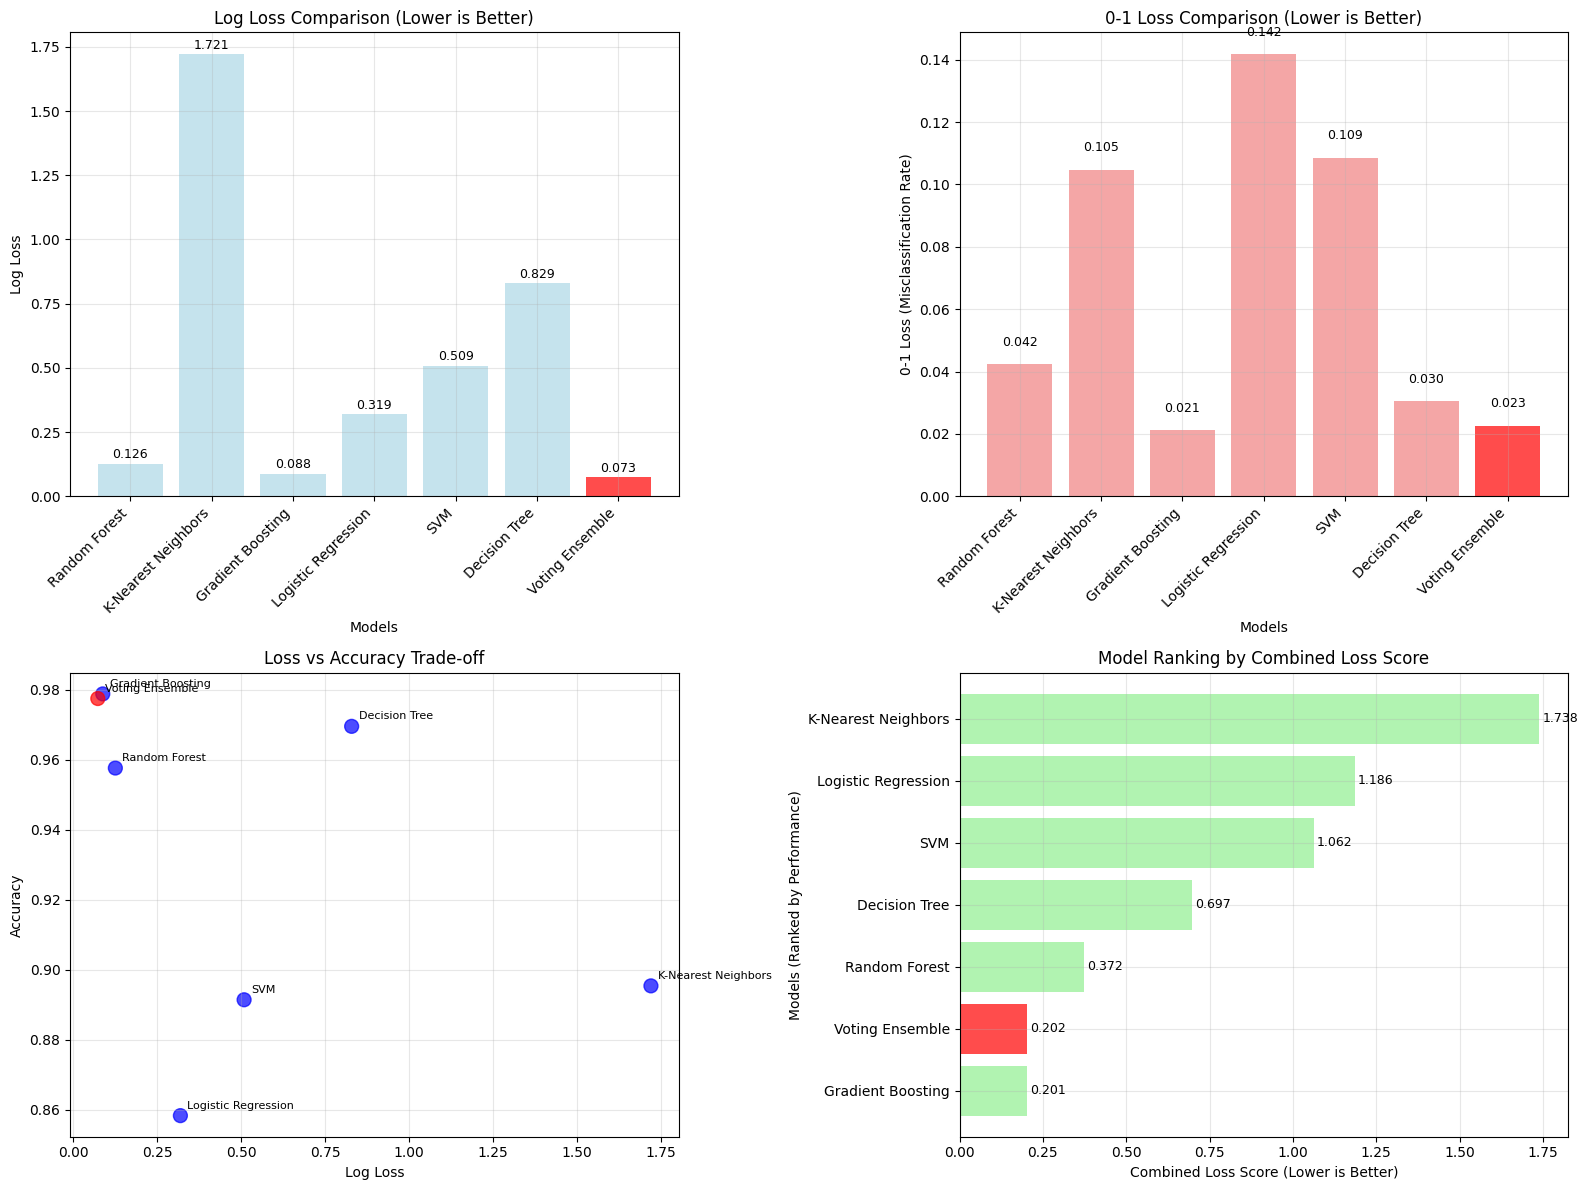 Log Loss Comparison (Lower is Better)
Log Loss
1.75
1.50
1.25
1.00
0.75
0.50
0.25
0.00
0.126
1.721
0.088
0.319
0.509
0.829
0.073
Random Forest
K-Nearest Neighbors
Gradient Boosting
Logistic Regression
SVM
Decision Tree
Voting Ensemble
Models
0-1 Loss Comparison (Lower is Better)
0-1 Loss (Misclassification Rate)
0.14
0.12
0.10
0.08
0.06
0.04
0.02
0.00
0.042
0.105
0.021
0.142
0.109
0.030
0.023
Random Forest
K-Nearest Neighbors
Gradient Boosting
Logistic Regression
SVM
Decision Tree
Voting Ensemble
Models
Loss vs Accuracy Trade-off
Accuracy
0.98
0.96
0.94
0.92
0.90
0.88
0.86
Gradient Boosting
Voting Ensemble
Decision Tree
Random Forest
K-Nearest Neighbors
SVM
Logistic Regression
0.00
0.25
0.50
0.75
1.00
1.25
1.50
1.75
Log Loss
Model Ranking by Combined Loss Score
Models (Ranked by Performance)
K-Nearest Neighbors
1.738
Logistic Regression
1.186
SVM
1.062
Decision Tree
0.697
Random Forest
0.372
Voting Ensemble
0.202
Gradient Boosting
0.201
0.00
0.25
0.50
0.75
1.00
1.25
1.50
1.75
Combined Loss Score (Lower is Better)